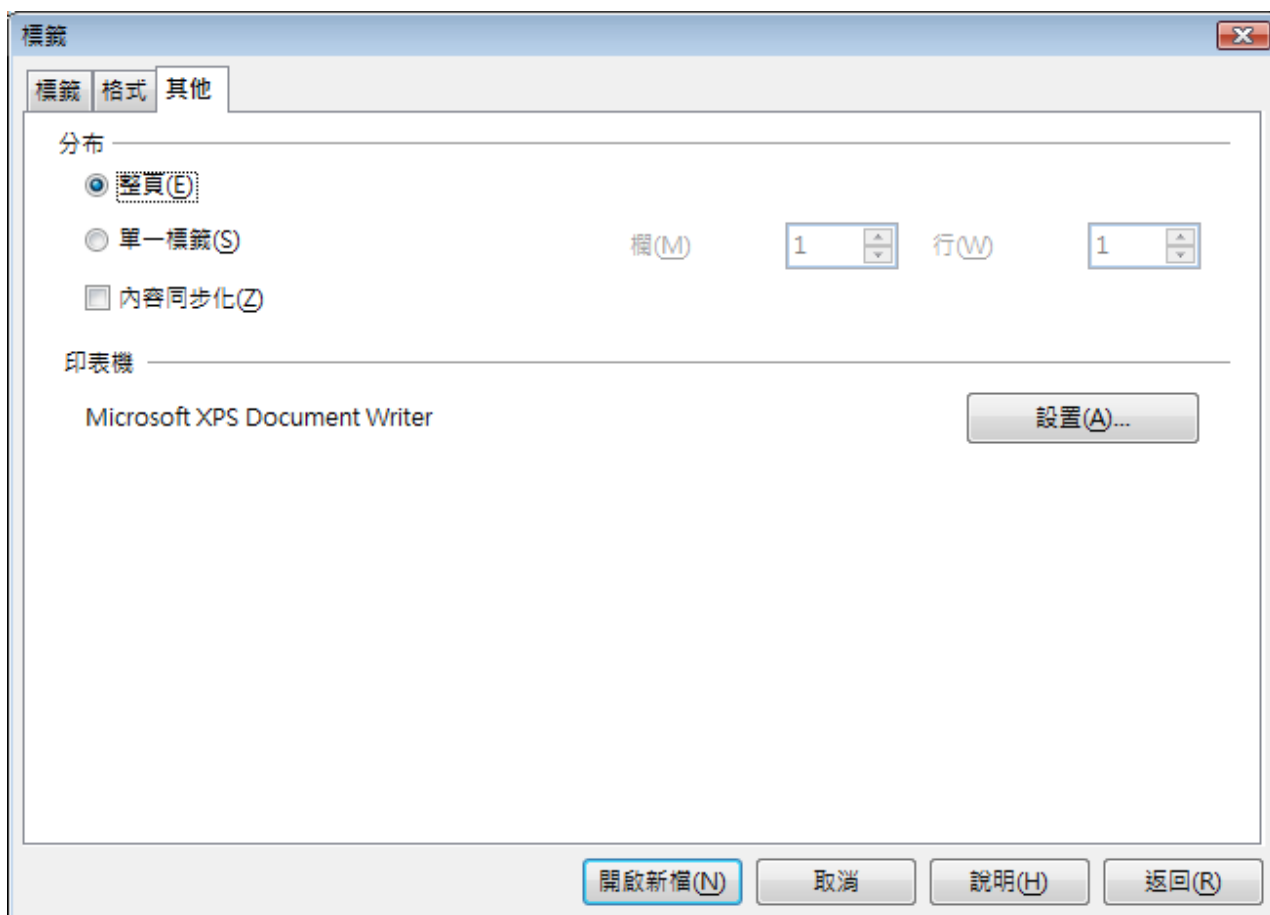 標籤
標籤 格式 其他
分布
整頁(E)
單一標籤(S) 欄(M) 1 行(W) 1
內容同步化(Z)
印表機
Microsoft XPS Document Writer 設置(A)...
開啟新檔(N) 取消 說明(H) 返回(R)